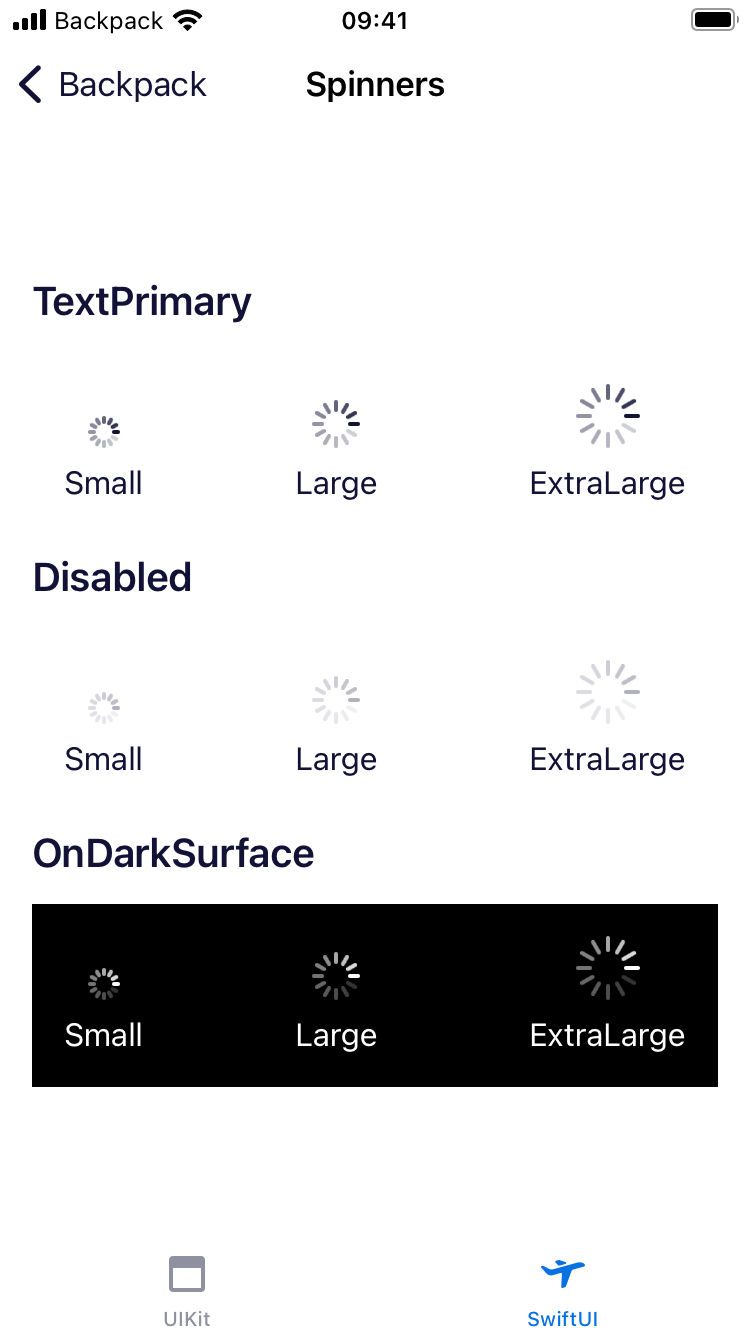 Backpack 09:41
Backpack Spinners
TextPrimary
Small Large ExtraLarge
Disabled
Small Large ExtraLarge
OnDarkSurface
Small Large ExtraLarge
UIKit SwiftUI